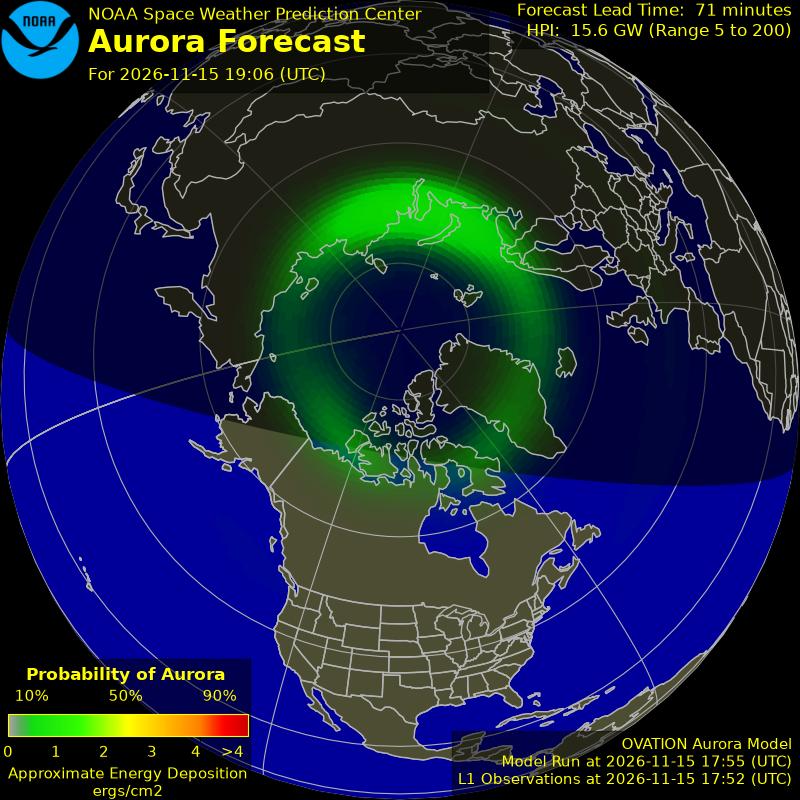 NOAA
NOAA Space Weather Prediction Center
Aurora Forecast
For 2026-11-15 19:06 (UTC)
Forecast Lead Time: 71 minutes
HPI: 15.6 GW (Range 5 to 200)
Probability of Aurora
10% 50% 90%
0 1 2 3 4 >4
Approximate Energy Deposition
ergs/cm2
OVATION Aurora Model
Model Run at 2026-11-15 17:55 (UTC)
L1 Observations at 2026-11-15 17:52 (UTC)